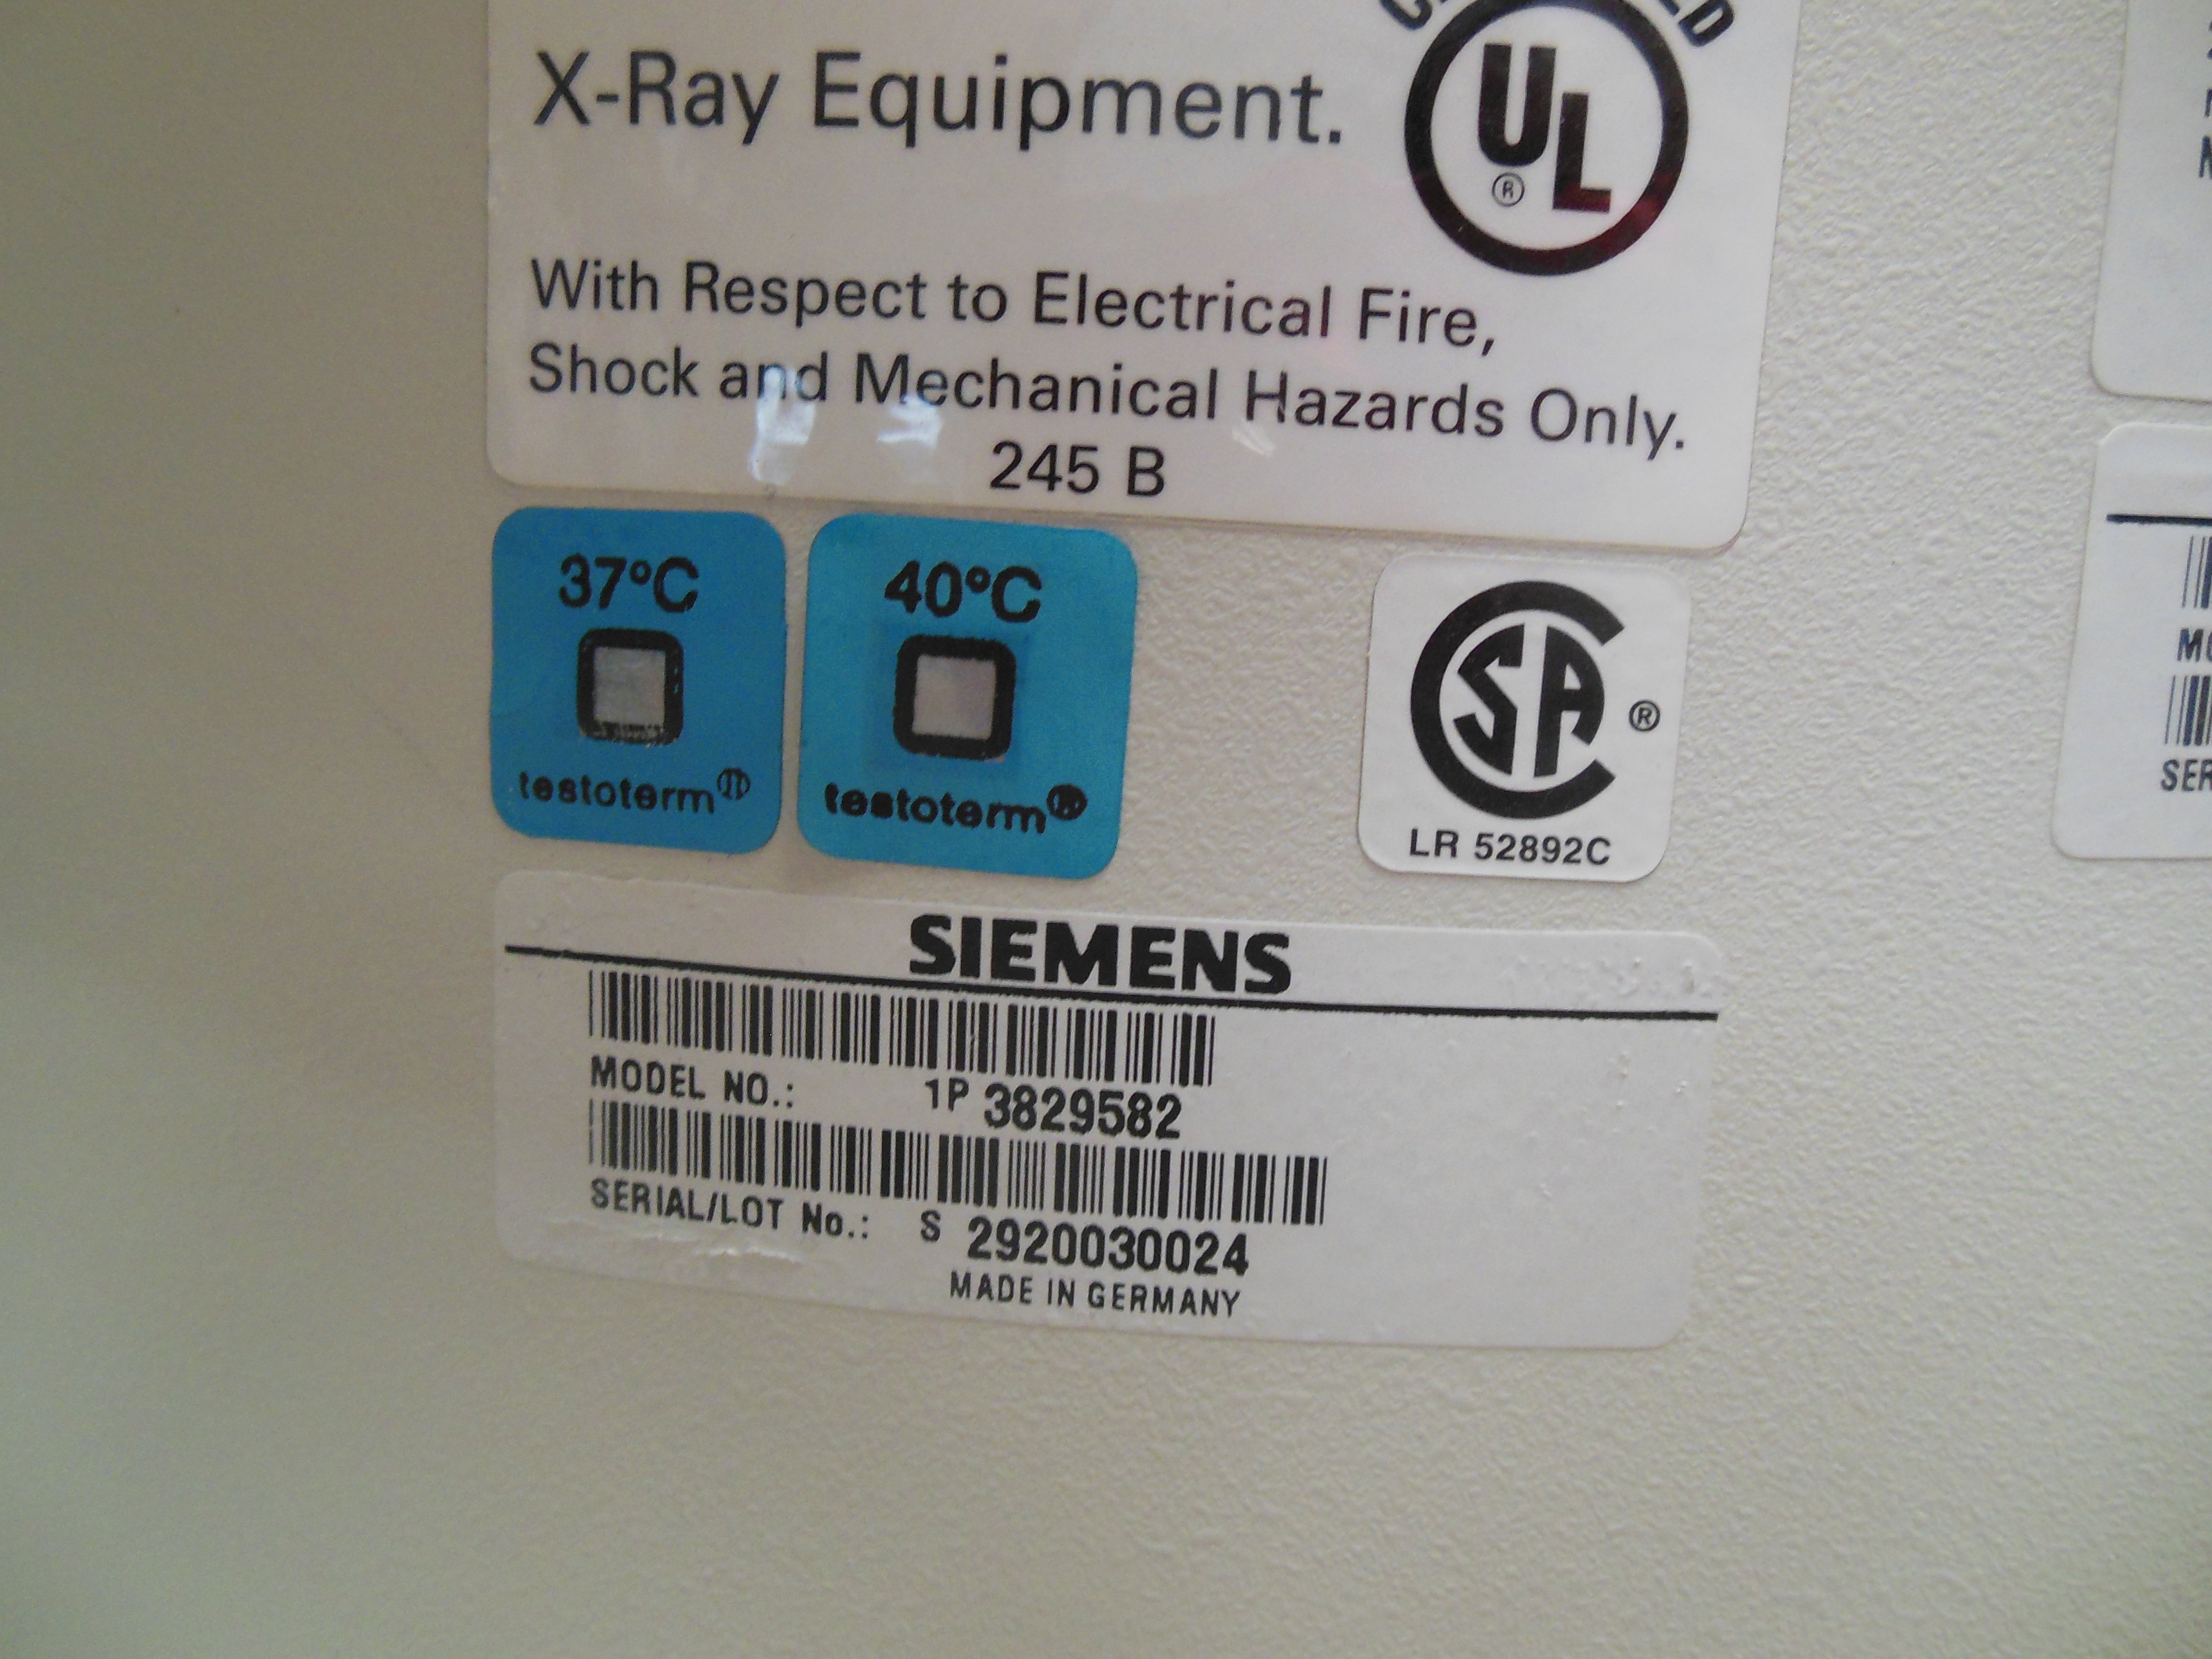 X-Ray Equipment.
UL
®
With Respect to Electrical Fire,
Shock and Mechanical Hazards Only.
245 B
37°C
testoterm®
40°C
testoterm®
CSA ®
LR 52892C
SIEMENS
MODEL NO.: 1P 3829582
SERIAL/LOT No.: S 2920030024
MADE IN GERMANY